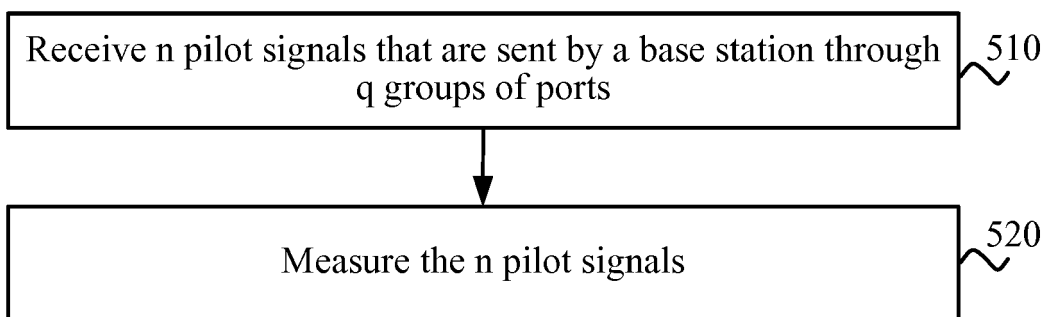 Receive n pilot signals that are sent by a base station through
q groups of ports
510
Measure the n pilot signals
520